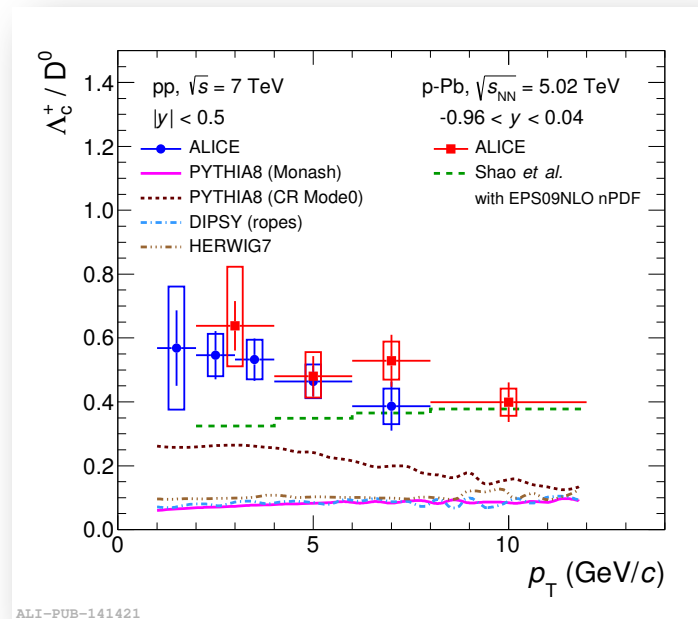 Λc+ / D0
1.4
1.2
1.0
0.8
0.6
0.4
0.2
0.0
pp, √s = 7 TeV
|y| < 0.5
ALICE
PYTHIA8 (Monash)
PYTHIA8 (CR Mode0)
DIPSY (ropes)
HERWIG7
p-Pb, √sNN = 5.02 TeV
-0.96 < y < 0.04
ALICE
Shao et al.
with EPS09NLO nPDF
0 5 10
pT (GeV/c)
ALI-PUB-141421